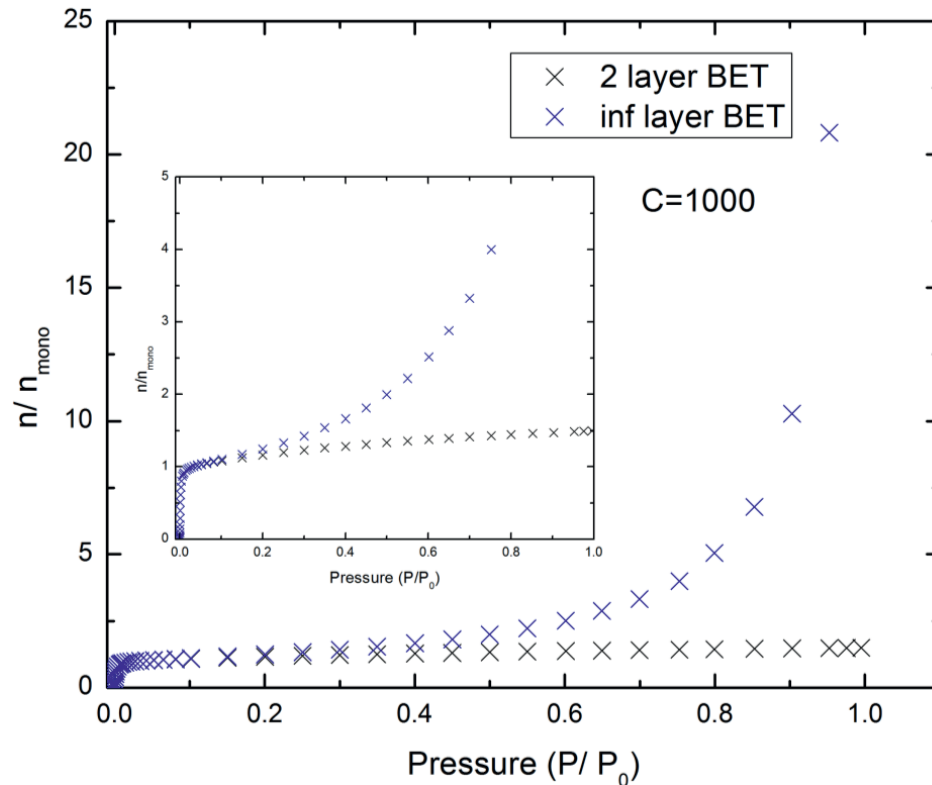 25
20
15
10
5
0
n/ n_mono
2 layer BET
inf layer BET
C=1000
5
4
3
2
1
0
n/n_mono
0.0 0.2 0.4 0.6 0.8 1.0
Pressure (P/P_0)
0.0 0.2 0.4 0.6 0.8 1.0
Pressure (P/ P_0)